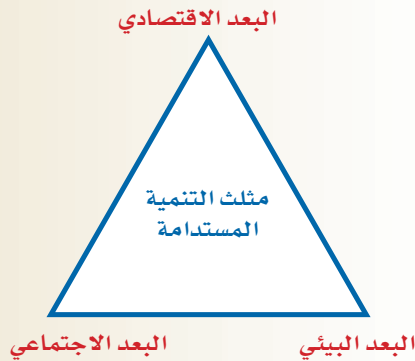 البعد الاقتصادي
مثلث التنمية
المستدامة
البعد البيئي
البعد الاجتماعي